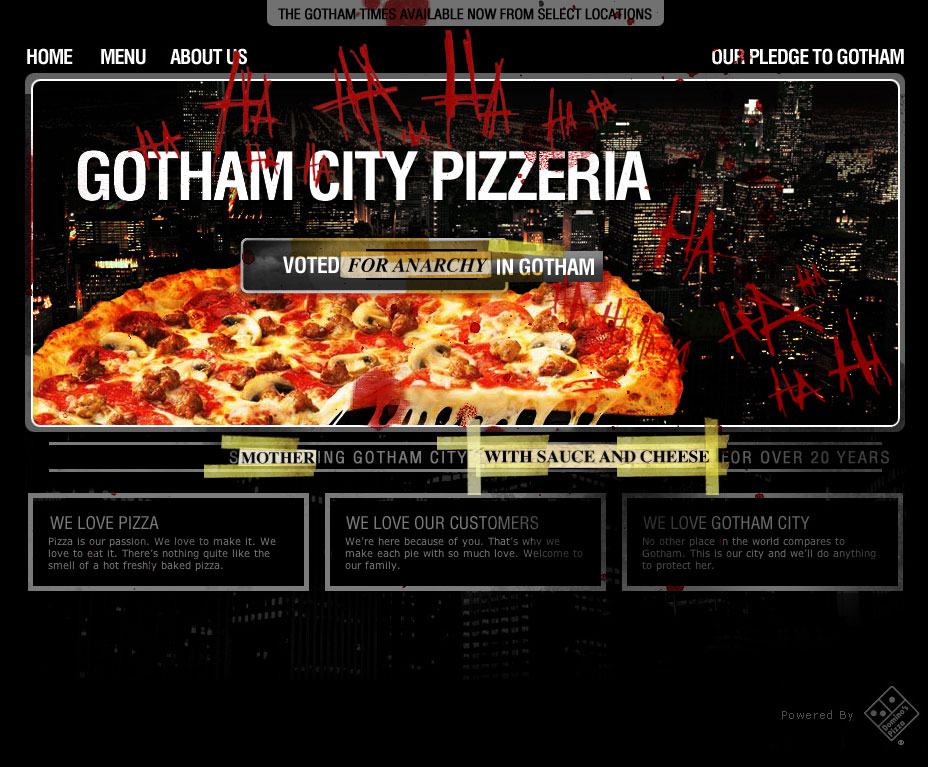 THE GOTHAM TIMES AVAILABLE NOW FROM SELECT LOCATIONS
HOME MENU ABOUT US OUR PLEDGE TO GOTHAM
HA HA HA HA HA HA HA
HA HA HA
GOTHAM CITY PIZZERIA
HA
VOTED FOR ANARCHY IN GOTHAM
HA
HA
HA
HA
SMOTHERING GOTHAM CITY WITH SAUCE AND CHEESE FOR OVER 20 YEARS
WE LOVE PIZZA
Pizza is our passion. We love to make it. We
love to eat it. There's nothing quite like the
smell of a hot freshly baked pizza.
WE LOVE OUR CUSTOMERS
We're here because of you. That's why we
make each pie with so much love. Welcome to
our family.
WE LOVE GOTHAM CITY
No other place in the world compares to
Gotham. This is our city and we'll do anything
to protect her.
Powered By
Domino's
Pizza